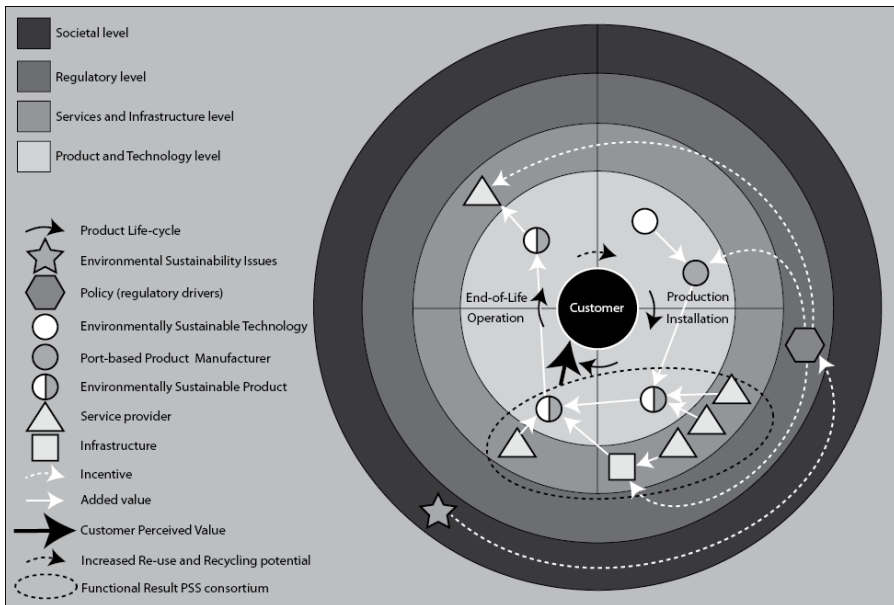 Societal level
Regulatory level
Services and Infrastructure level
Product and Technology level
Product Life-cycle
Environmental Sustainability Issues
Policy (regulatory drivers)
Environmentally Sustainable Technology
Port-based Product Manufacturer
Environmentally Sustainable Product
Service provider
Infrastructure
Incentive
Added value
Customer Perceived Value
Increased Re-use and Recycling potential
Functional Result PSS consortium
End-of-Life
Operation
Customer
Production
Installation